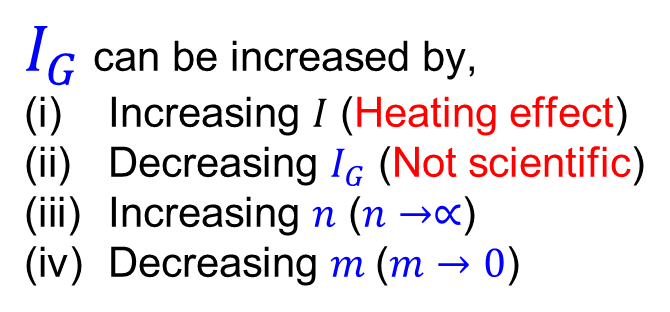 I_G can be increased by,
(i) Increasing I (Heating effect)
(ii) Decreasing I_G (Not scientific)
(iii) Increasing n (n →∝)
(iv) Decreasing m (m → 0)